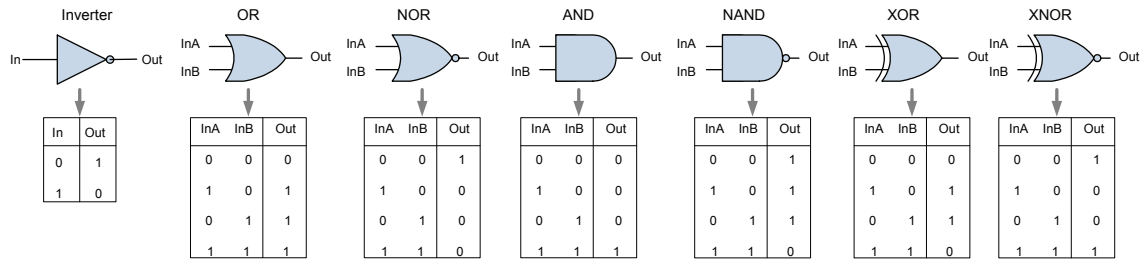 Inverter OR NOR AND NAND XOR XNOR
InA InA InA InA InA InA
In Out Out Out Out Out Out Out
InB InB InB InB InB InB
In Out InA InB Out InA InB Out InA InB Out InA InB Out InA InB Out InA InB Out
0 1 0 0 0 0 0 1 0 0 0 0 0 1 0 0 0 0 0 1
1 0 1 0 1 1 0 0 1 0 0 1 0 1 1 0 1 1 0 0
0 1 1 0 1 0 0 1 0 0 1 1 0 1 1 0 1 0
1 1 1 1 1 0 1 1 1 1 1 0 1 1 0 1 1 1